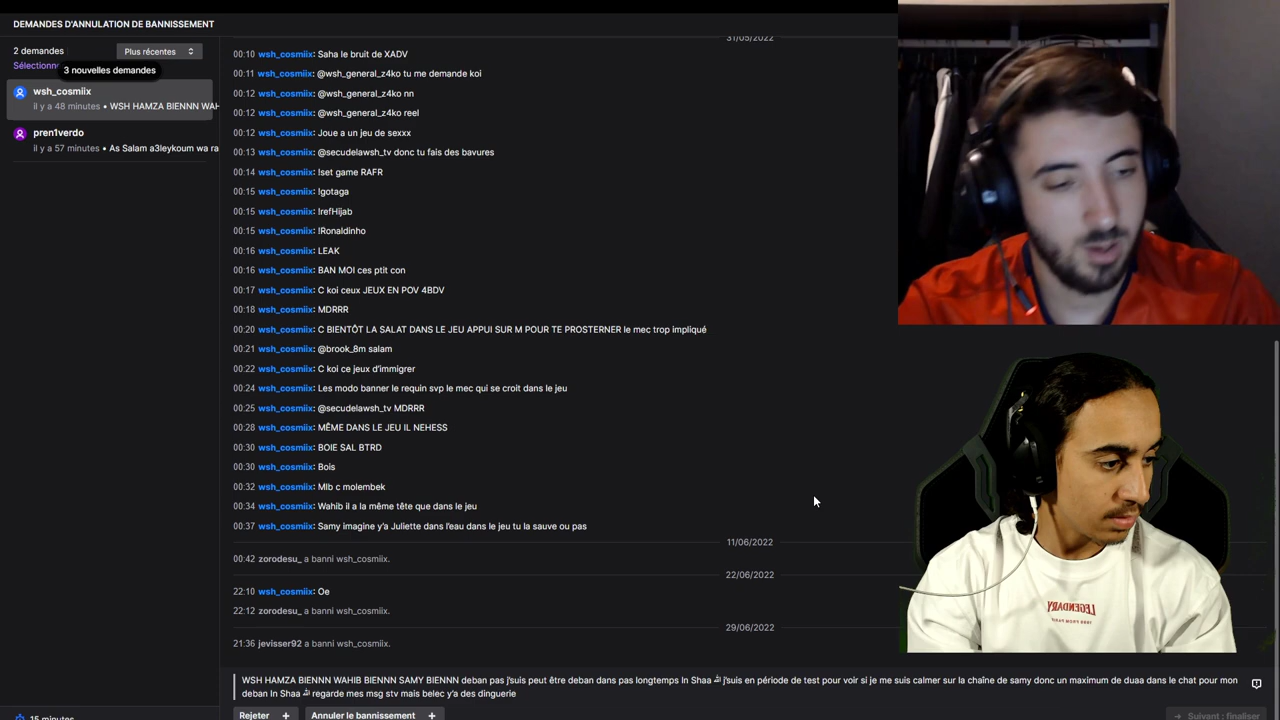 DEMANDES D'ANNULATION DE BANNISSEMENT
2 demandes
Plus récentes
Sélectionn
3 nouvelles demandes
wsh_cosmiix
il y a 48 minutes • WSH HAMZA BIENNN WAH
pren1verdo
il y a 57 minutes • As Salam a3leykoum wa ra
15 minutes
31/05/2022
00:10 wsh_cosmiix: Saha le bruit de XADV
00:11 wsh_cosmiix: @wsh_general_z4ko tu me demande koi
00:12 wsh_cosmiix: @wsh_general_z4ko nn
00:12 wsh_cosmiix: @wsh_general_z4ko reel
00:12 wsh_cosmiix: Joue a un jeu de sexxx
00:13 wsh_cosmiix: @secudelawsh_tv donc tu fais des bavures
00:14 wsh_cosmiix: !set game RAFR
00:15 wsh_cosmiix: !gotaga
00:15 wsh_cosmiix: !refHijab
00:15 wsh_cosmiix: !Ronaldinho
00:16 wsh_cosmiix: LEAK
00:16 wsh_cosmiix: BAN MOI ces ptit con
00:17 wsh_cosmiix: C koi ceux JEUX EN POV 4BDV
00:18 wsh_cosmiix: MDRRR
00:20 wsh_cosmiix: C BIENTÔT LA SALAT DANS LE JEU APPUI SUR M POUR TE PROSTERNER le mec trop impliqué
00:21 wsh_cosmiix: @brook_8m salam
00:22 wsh_cosmiix: C koi ce jeux d'immigrer
00:24 wsh_cosmiix: Les modo banner le requin svp le mec qui se croit dans le jeu
00:25 wsh_cosmiix: @secudelawsh_tv MDRRR
00:28 wsh_cosmiix: MÊME DANS LE JEU IL NEHESS
00:30 wsh_cosmiix: BOIE SAL BTRD
00:30 wsh_cosmiix: Bois
00:32 wsh_cosmiix: Mlb c molembek
00:34 wsh_cosmiix: Wahib il a la même tête que dans le jeu
00:37 wsh_cosmiix: Samy imagine y'a Juliette dans l'eau dans le jeu tu la sauve ou pas
11/06/2022
00:42 zorodesu_ a banni wsh_cosmiix.
22/06/2022
22:10 wsh_cosmiix: Oe
22:12 zorodesu_ a banni wsh_cosmiix.
29/06/2022
21:36 jevisser92 a banni wsh_cosmiix.
WSH HAMZA BIENNN WAHIB BIENNN SAMY BIENNN deban pas j'suis peut être deban dans pas longtemps In Shaa ﷲ j'suis en période de test pour voir si je me suis calmer sur la chaîne de samy donc un maximum de duaa dans le chat pour mon
deban In Shaa ﷲ regarde mes msg stv mais belec y'a des dinguerie
Rejeter +
Annuler le bannissement +
→ Suivant : finaliser
LEGENDARY